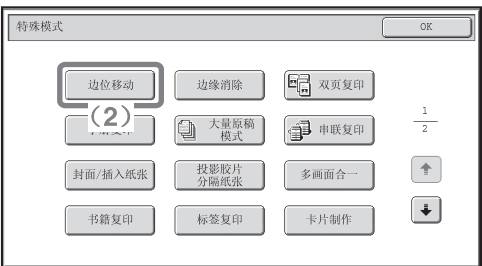 特殊模式
OK
边位移动
边缘消除
双页复印
(2)
大量原稿
模式
串联复印
1
2
封面/插入纸张
投影胶片
分隔纸张
多画面合一
书籍复印
标签复印
卡片制作